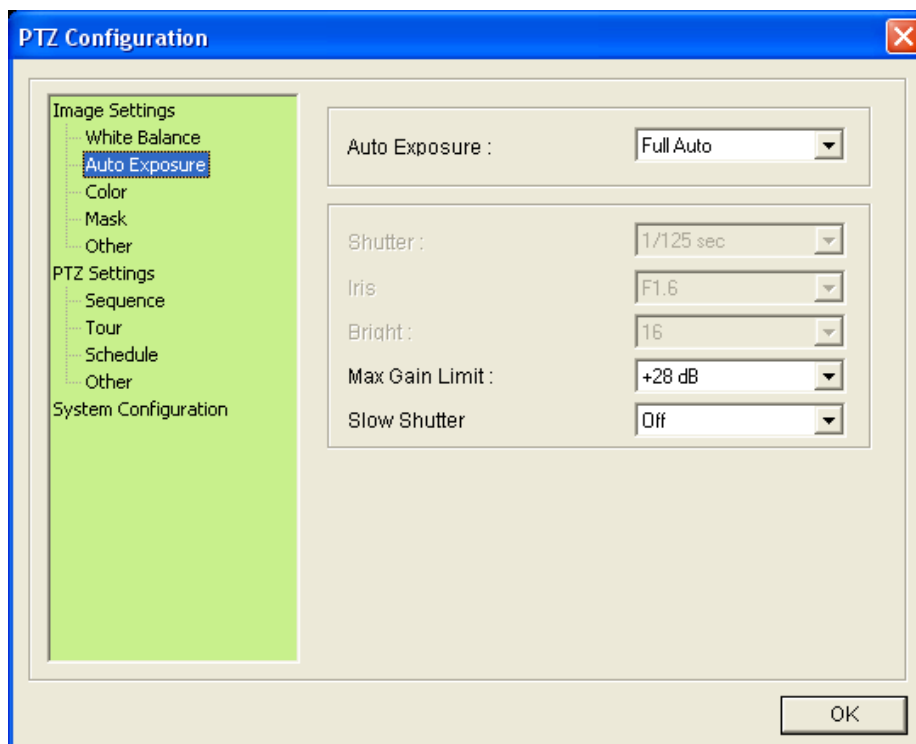 PTZ Configuration
Image Settings
White Balance
Auto Exposure
Color
Mask
Other
PTZ Settings
Sequence
Tour
Schedule
Other
System Configuration
Auto Exposure : Full Auto
Shutter : 1/125 sec
Iris F1.6
Bright : 16
Max Gain Limit : +28 dB
Slow Shutter Off
OK